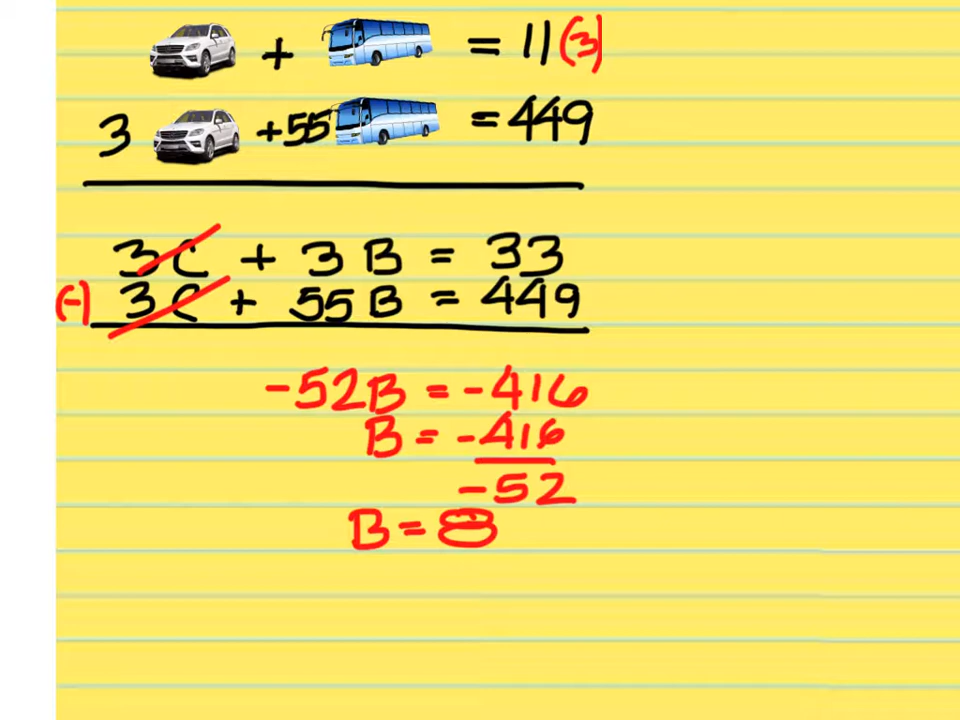 + = 11(3)
3 +55 =449
3C + 3B = 33
(-) 3C + 55B = 449
-52B = -416
B = -416
-52
B = 8